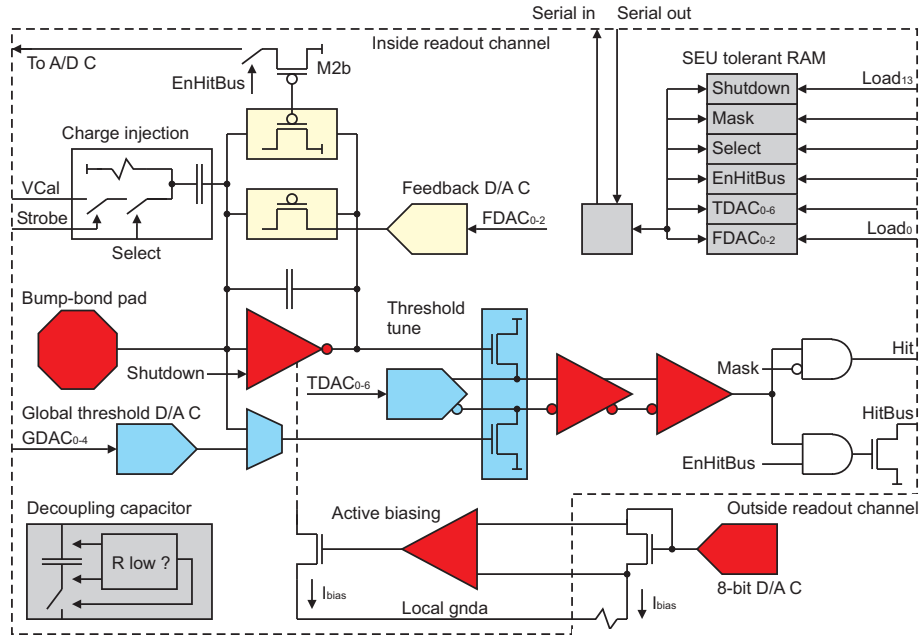 Serial in
Serial out
Inside readout channel
To A/D C
EnHitBus
M2b
SEU tolerant RAM
Shutdown
Load13
Mask
Select
EnHitBus
TDAC0-6
FDAC0-2
Load0
Charge injection
VCal
Strobe
Select
Feedback D/A C
FDAC0-2
Bump-bond pad
Threshold
tune
Shutdown
TDAC0-6
Mask
Hit
Global threshold D/A C
GDAC0-4
HitBus
EnHitBus
Decoupling capacitor
R low ?
Active biasing
Outside readout channel
8-bit D/A C
Ibias
Ibias
Local gnda